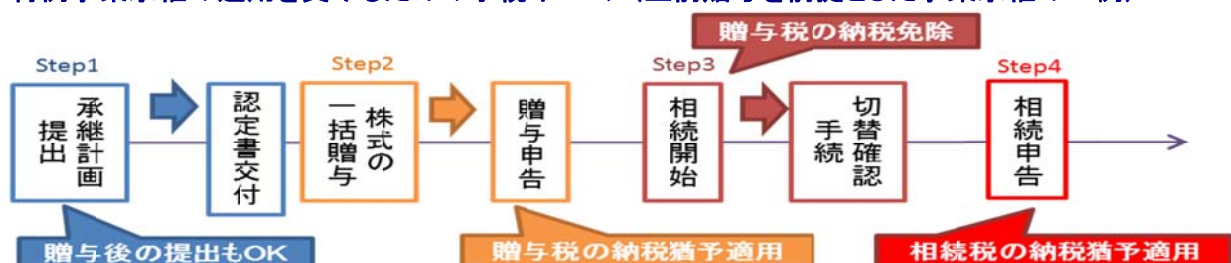 贈与税の納税免除
Step1
Step2
Step3
Step4
承継計画
提出
認定書交付
株式の
一括贈与
贈与申告
相続開始
切替確認
手続
相続申告
贈与後の提出もOK
贈与税の納税猶予適用
相続税の納税猶予適用